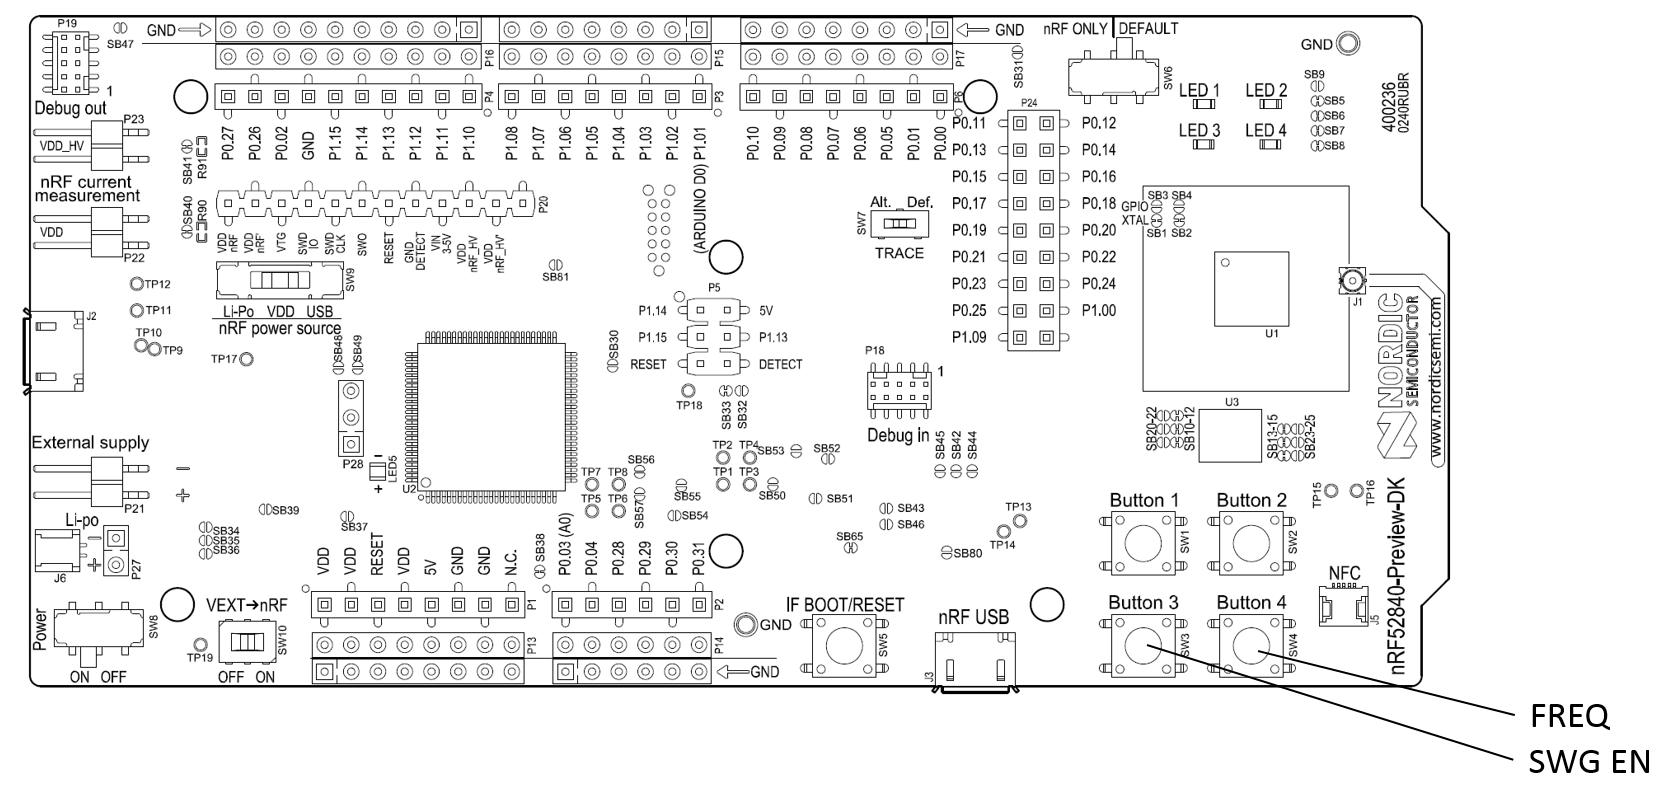 P19
SB47
1
Debug out
P23
VDD_HV
nRF current
measurement
VDD
P22
SB41
R91
SB40
R90
GND
P16
P4
P0.27
P0.26
P0.02
GND
P1.15
P1.14
P1.13
P1.12
P1.11
P1.10
P15
P3
P1.08
P1.07
P1.06
P1.05
P1.04
P1.03
P1.02
P1.01
(ARDUINO D0)
GND
P17
P6
P0.10
P0.09
P0.08
P0.07
P0.06
P0.05
P0.01
P0.00
nRF ONLY
DEFAULT
SB31
SW6
GND
LED 1
LED 2
LED 3
LED 4
SB9
SB5
SB6
SB7
SB8
400236
0240RUBR
P24
P0.11
P0.12
P0.13
P0.14
P0.15
P0.16
P0.17
P0.18
P0.19
P0.20
P0.21
P0.22
P0.23
P0.24
P0.25
P1.00
P1.09
P20
VDD
nRF
VDD
nRF'
VTG
SWD
IO
SWD
CLK
SWO
RESET
GND
DETECT
VIN
3-5V
VDD
nRF_HV
VDD
nRF_HV'
SW9
Li-Po VDD USB
nRF power source
SB81
SW7
Alt. Def.
TRACE
SB3 SB4
GPIO
XTAL
SB1 SB2
U1
J1
NORDIC
SEMICONDUCTOR
www.nordicsemi.com
TP12
TP11
TP10
TP9
TP17
J2
SB48
SB49
P28
LED5
-
+
U2
SB30
P5
P1.14
5V
P1.15
P1.13
RESET
DETECT
TP18
SB33
SB32
P18
1
Debug in
SB45
SB42
SB44
U3
SB20-22
SB10-12
SB13-15
SB23-25
External supply
P21
−
+
Li-po
−
+
J6
P27
SB34
SB35
SB36
SB39
SB37
SB38
TP7
TP8
TP5
TP6
SB56
SB57
SB55
SB54
TP2
TP4
TP1
TP3
SB53
SB52
SB50
SB51
SB43
SB46
SB65
SB80
TP13
TP14
TP15
TP16
VDD
VDD
RESET
VDD
5V
GND
GND
N.C.
P1
P13
P0.03 (A0)
P0.04
P0.28
P0.29
P0.30
P0.31
P2
P14
GND
GND
Power
SW8
ON OFF
VEXT→nRF
TP19
SW10
OFF ON
IF BOOT/RESET
SW5
nRF USB
J3
Button 1
SW1
Button 2
SW2
Button 3
SW3
Button 4
SW4
NFC
J5
nRF52840-Preview-DK
FREQ
SWG EN